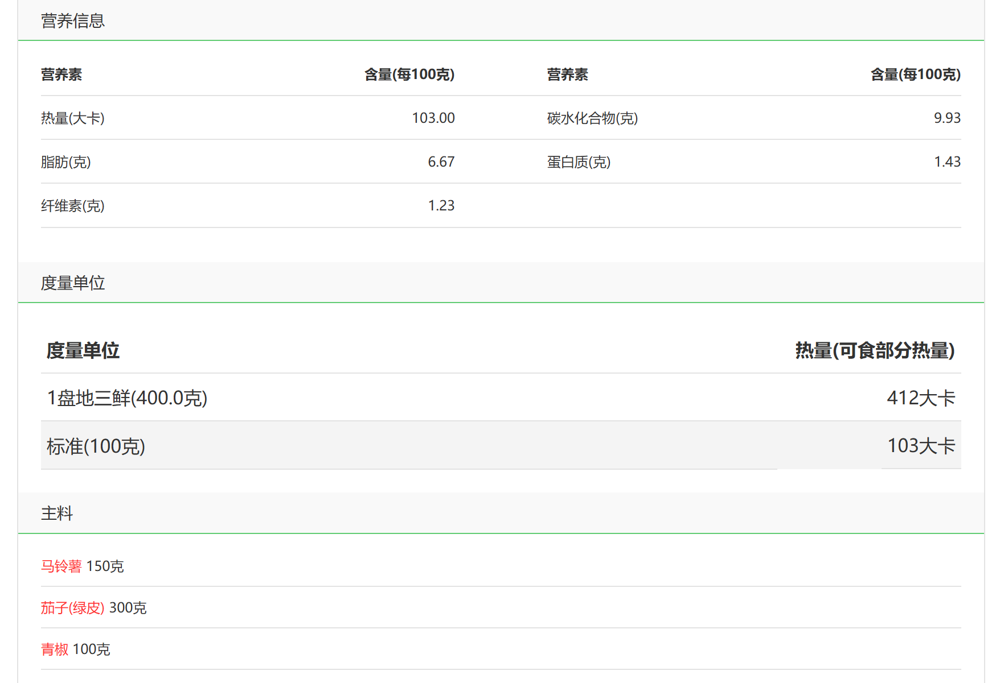 营养信息
营养素 含量(每100克) 营养素 含量(每100克)
热量(大卡) 103.00 碳水化合物(克) 9.93
脂肪(克) 6.67 蛋白质(克) 1.43
纤维素(克) 1.23
度量单位
度量单位 热量(可食部分热量)
1盘地三鲜(400.0克) 412大卡
标准(100克) 103大卡
主料
马铃薯 150克
茄子(绿皮) 300克
青椒 100克